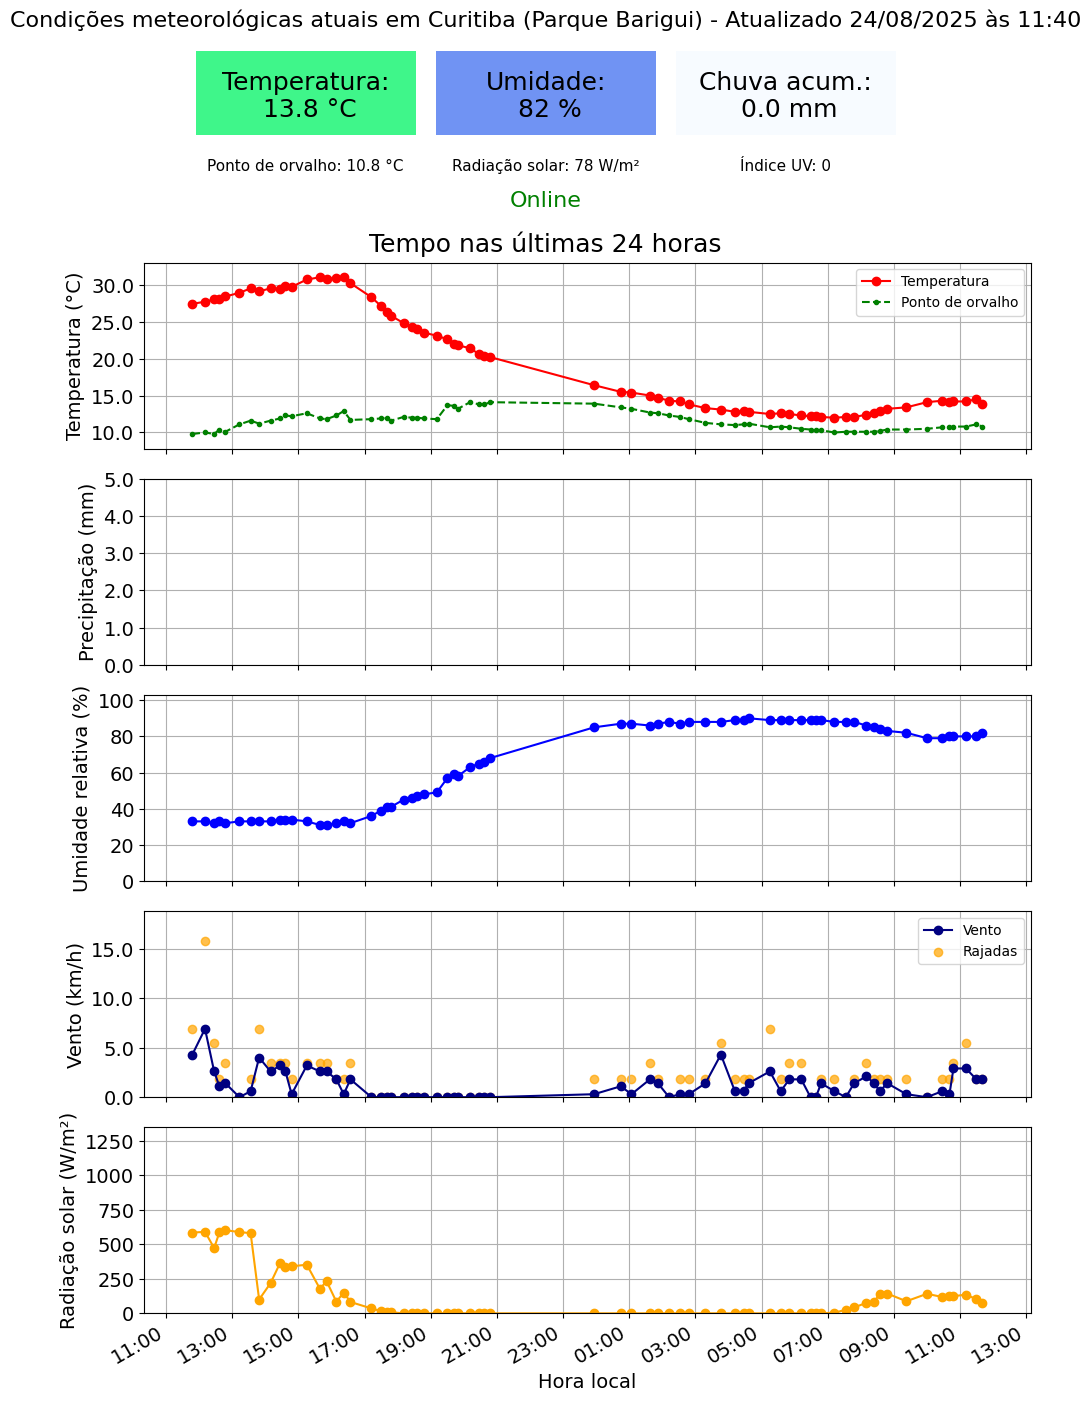 Condições meteorológicas atuais em Curitiba (Parque Barigui) - Atualizado 24/08/2025 às 11:40
Temperatura:
13.8 °C
Umidade:
82 %
Chuva acum.:
0.0 mm
Ponto de orvalho: 10.8 °C
Radiação solar: 78 W/m²
Índice UV: 0
Online
Tempo nas últimas 24 horas
Temperatura (°C)
30.0
25.0
20.0
15.0
10.0
Temperatura
Ponto de orvalho
Precipitação (mm)
5.0
4.0
3.0
2.0
1.0
0.0
Umidade relativa (%)
100
80
60
40
20
0
Vento (km/h)
15.0
10.0
5.0
0.0
Vento
Rajadas
Radiação solar (W/m²)
1250
1000
750
500
250
0
11:00
13:00
15:00
17:00
19:00
21:00
23:00
01:00
03:00
05:00
07:00
09:00
11:00
13:00
Hora local